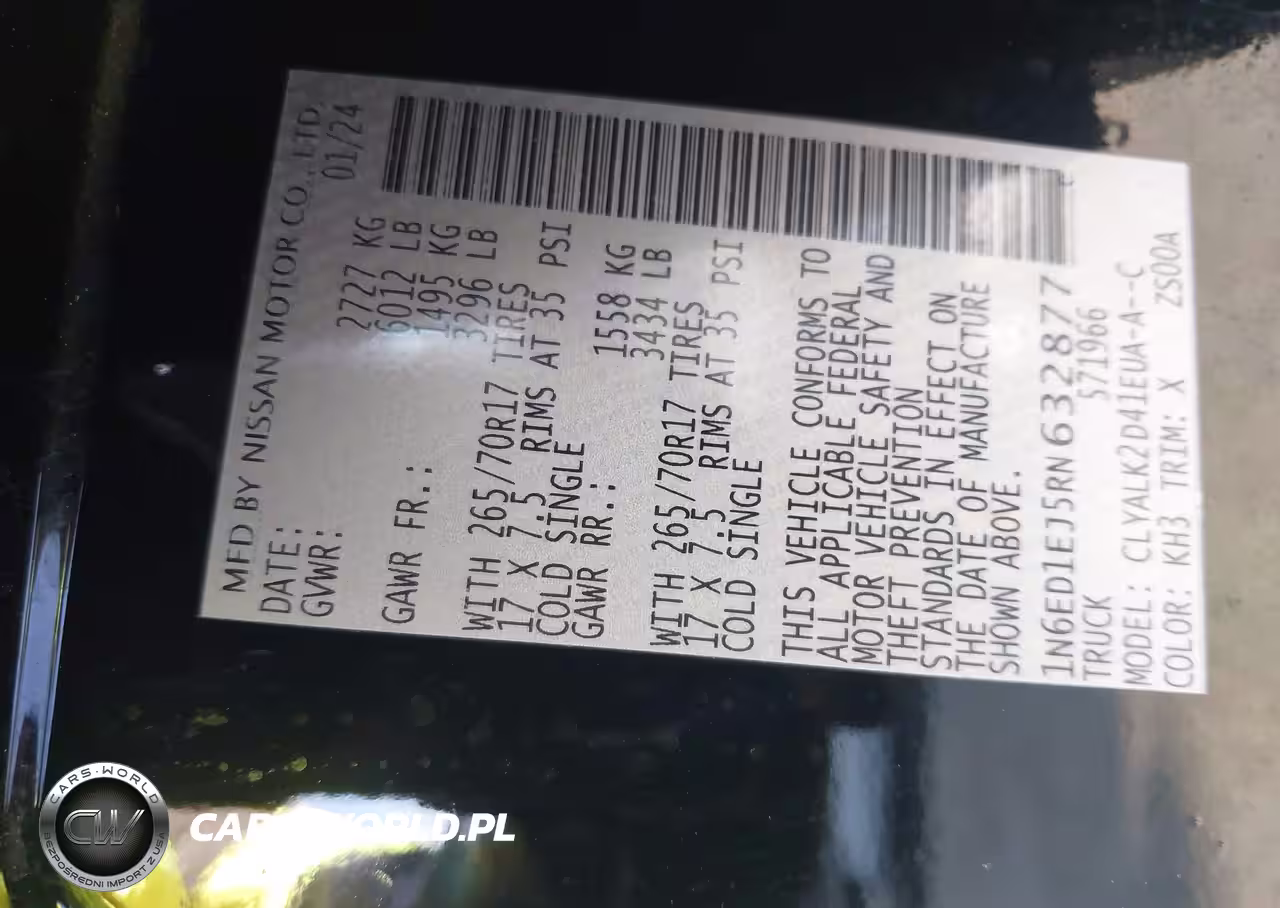 MFD BY NISSAN MOTOR CO., LTD.
DATE: 01/24
GVWR: 2727 KG
6012 LB
GAWR FR.: 1495 KG
3296 LB
WITH 265/70R17 TIRES
17 X 7.5 RIMS AT 35 PSI
COLD SINGLE
GAWR RR.: 1558 KG
3434 LB
WITH 265/70R17 TIRES
17 X 7.5 RIMS AT 35 PSI
COLD SINGLE
THIS VEHICLE CONFORMS TO
ALL APPLICABLE FEDERAL
MOTOR VEHICLE SAFETY AND
THEFT PREVENTION
STANDARDS IN EFFECT ON
THE DATE OF MANUFACTURE
SHOWN ABOVE.
1N6ED1EJ5RN632877
TRUCK 571966
MODEL: CLYALK2D41EUA-A--C
COLOR: KH3 TRIM: X ZS00A
CARS-WORLD
CW
BEZPOŚREDNI IMPORT Z USA
CARS-WORLD.PL